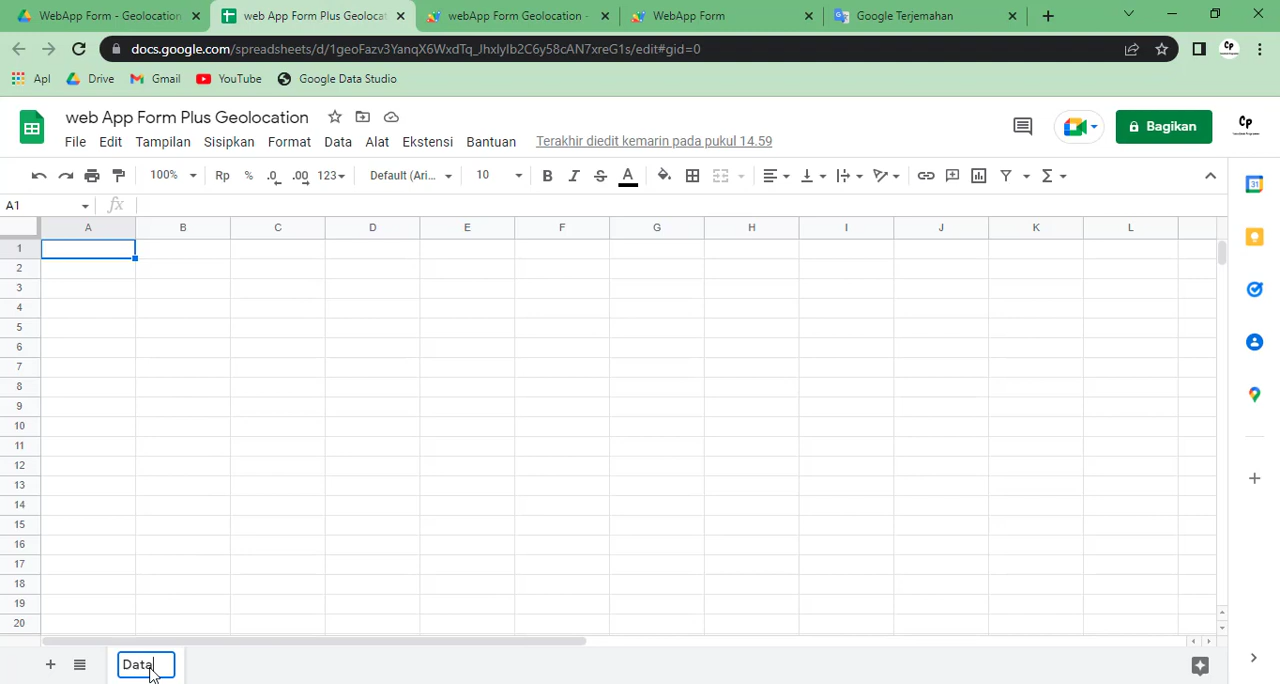 WebApp Form - Geolocation
web App Form Plus Geolocat
webApp Form Geolocation -
WebApp Form
Google Terjemahan
docs.google.com/spreadsheets/d/1geoFazv3YanqX6WxdTq_JhxlyIb2C6y58cAN7xreG1s/edit#gid=0
Cp
Apl
Drive
Gmail
YouTube
Google Data Studio
web App Form Plus Geolocation
File Edit Tampilan Sisipkan Format Data Alat Ekstensi Bantuan
Terakhir diedit kemarin pada pukul 14.59
Bagikan
Cp
100% Rp % .0 .00 123 Default (Ari... 10 B I S A
31
A1 fx
A B C D E F G H I J K L
1
2
3
4
5
6
7
8
9
10
11
12
13
14
15
16
17
18
19
20
Data